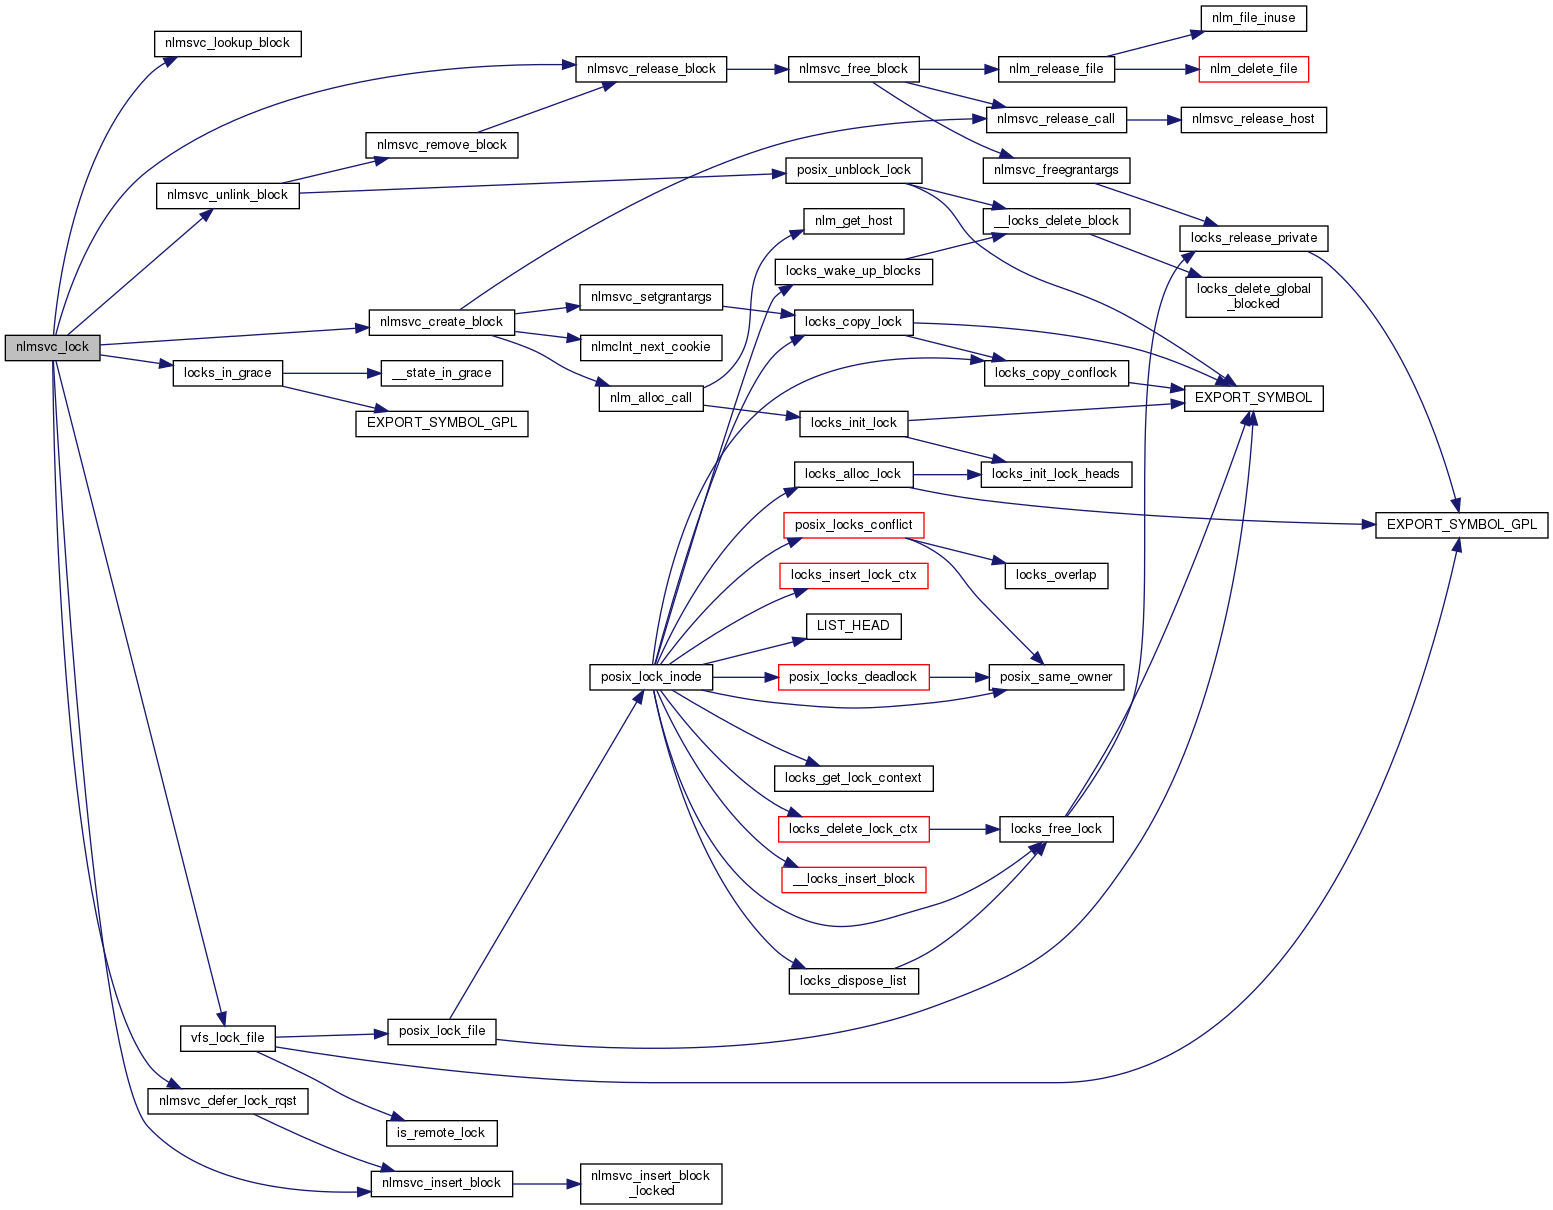 nlm_file_inuse
nlmsvc_lookup_block
nlmsvc_release_block
nlmsvc_free_block
nlm_release_file
nlm_delete_file
nlmsvc_release_call
nlmsvc_release_host
nlmsvc_remove_block
posix_unblock_lock
nlmsvc_freegrantargs
nlmsvc_unlink_block
nlm_get_host
__locks_delete_block
locks_release_private
locks_wake_up_blocks
nlmsvc_setgrantargs
locks_delete_global
_blocked
nlmsvc_create_block
locks_copy_lock
nlmsvc_lock
nlmclnt_next_cookie
locks_in_grace
__state_in_grace
locks_copy_conflock
nlm_alloc_call
EXPORT_SYMBOL
EXPORT_SYMBOL_GPL
locks_init_lock
locks_alloc_lock
locks_init_lock_heads
posix_locks_conflict
EXPORT_SYMBOL_GPL
locks_insert_lock_ctx
locks_overlap
LIST_HEAD
posix_lock_inode
posix_locks_deadlock
posix_same_owner
locks_get_lock_context
locks_delete_lock_ctx
locks_free_lock
__locks_insert_block
locks_dispose_list
vfs_lock_file
posix_lock_file
nlmsvc_defer_lock_rqst
is_remote_lock
nlmsvc_insert_block
nlmsvc_insert_block
_locked